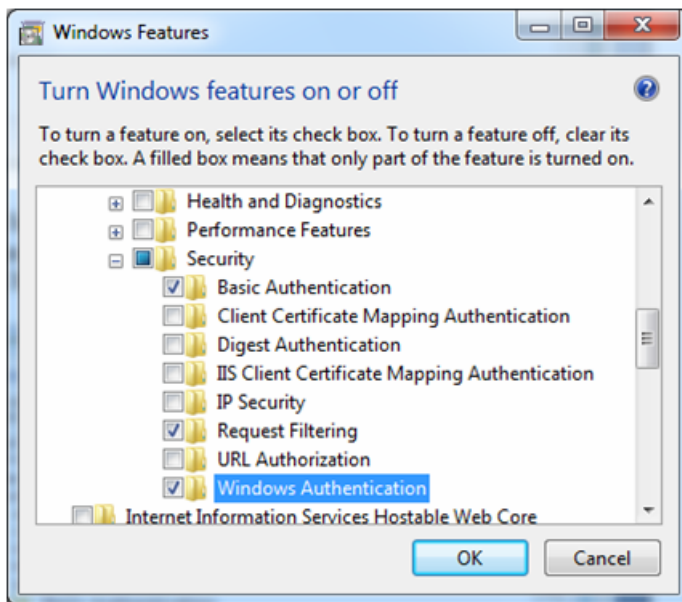 Windows Features
Turn Windows features on or off
To turn a feature on, select its check box. To turn a feature off, clear its
check box. A filled box means that only part of the feature is turned on.
Health and Diagnostics
Performance Features
Security
Basic Authentication
Client Certificate Mapping Authentication
Digest Authentication
IIS Client Certificate Mapping Authentication
IP Security
Request Filtering
URL Authorization
Windows Authentication
Internet Information Services Hostable Web Core
OK Cancel